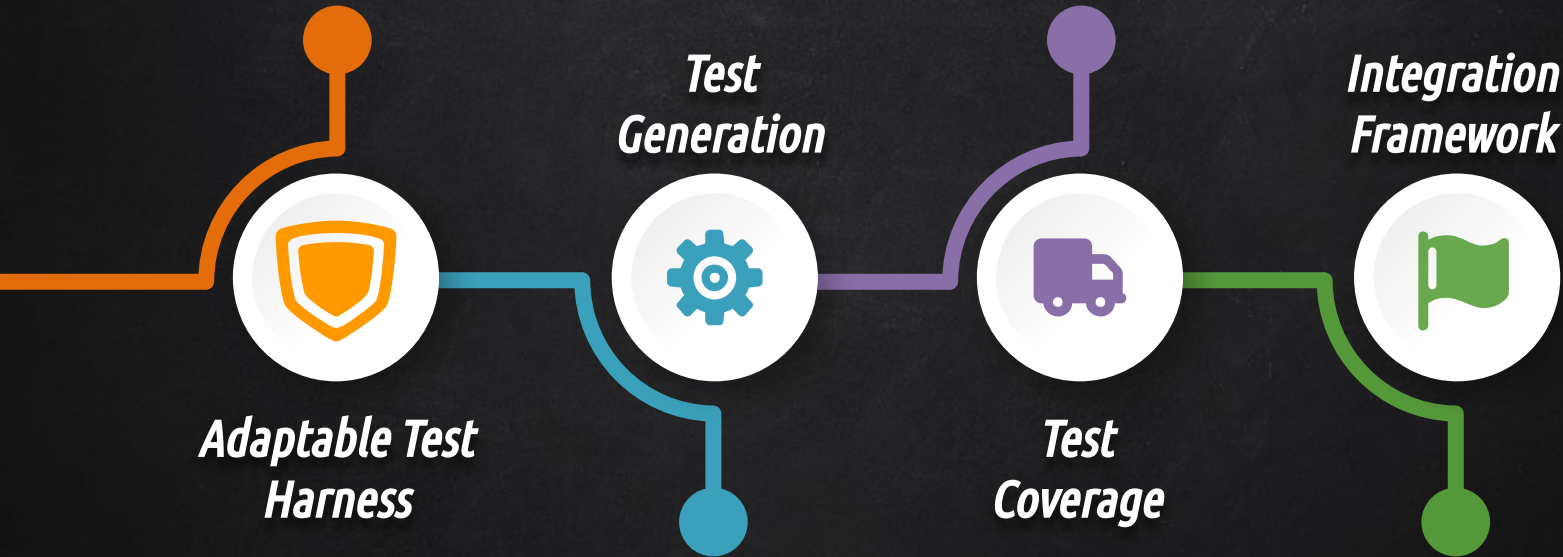 Adaptable Test
Harness
Test
Generation
Test
Coverage
Integration
Framework